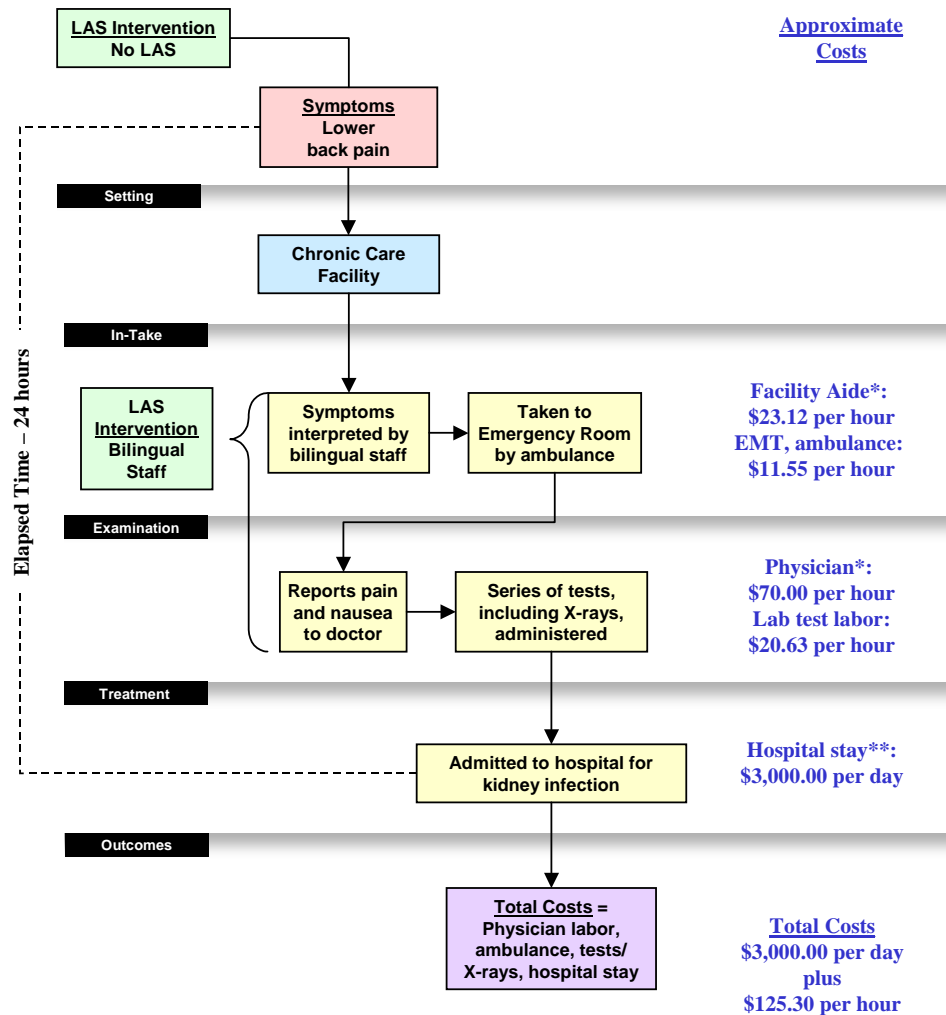 LAS Intervention
No LAS
Approximate
Costs
Symptoms
Lower
back pain
Setting
Chronic Care
Facility
In-Take
Elapsed Time – 24 hours
LAS
Intervention
Bilingual
Staff
Symptoms
interpreted by
bilingual staff
Taken to
Emergency Room
by ambulance
Facility Aide*:
$23.12 per hour
EMT, ambulance:
$11.55 per hour
Examination
Reports pain
and nausea
to doctor
Series of tests,
including X-rays,
administered
Physician*:
$70.00 per hour
Lab test labor:
$20.63 per hour
Treatment
Admitted to hospital for
kidney infection
Hospital stay**:
$3,000.00 per day
Outcomes
Total Costs =
Physician labor,
ambulance, tests/
X-rays, hospital stay
Total Costs
$3,000.00 per day
plus
$125.30 per hour